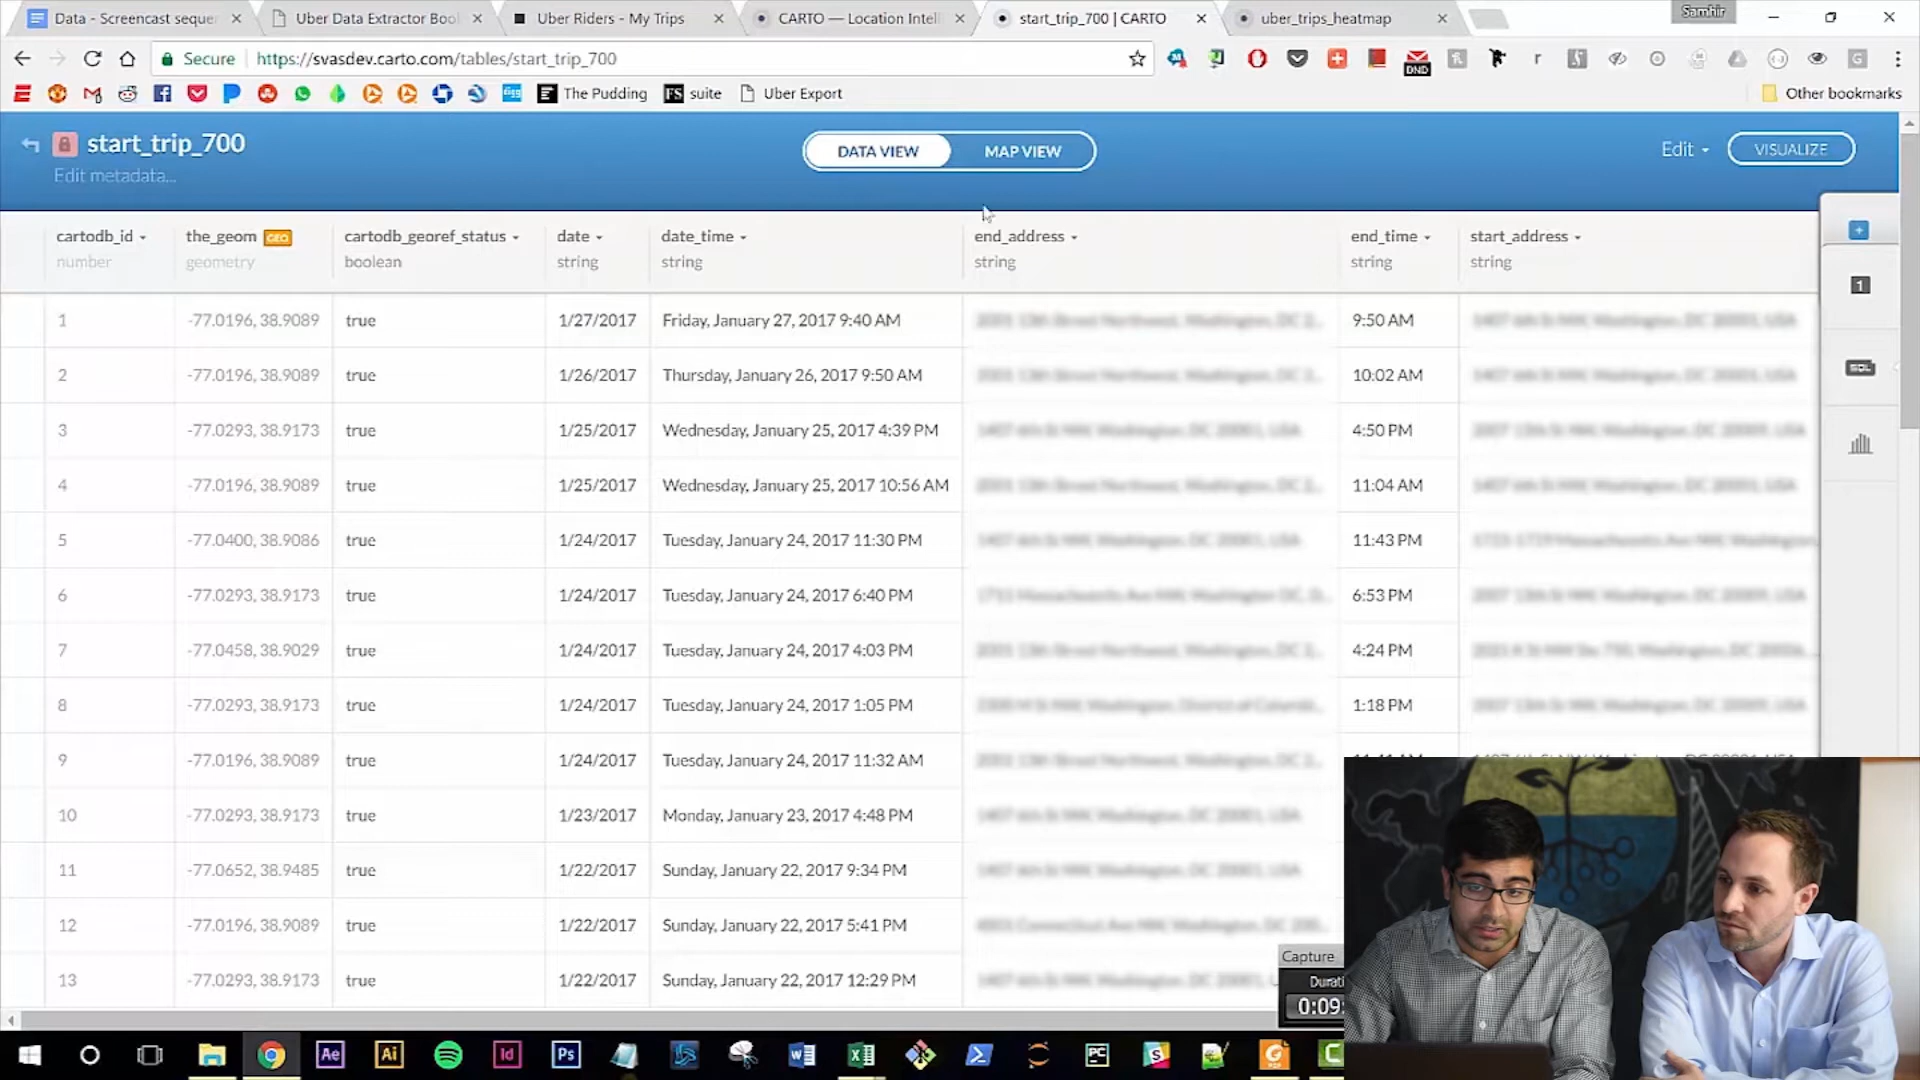 Data - Screencast seque
Uber Data Extractor Boo
Uber Riders - My Trips
CARTO — Location Intell
start_trip_700 | CARTO
uber_trips_heatmap
Samhir
Secure
https://svasdev.carto.com/tables/start_trip_700
DND
The Pudding
FS suite
Uber Export
Other bookmarks
start_trip_700
Edit metadata...
DATA VIEW
MAP VIEW
Edit
VISUALIZE
cartodb_id the_geom GEO cartodb_georef_status date date_time end_address end_time start_address
number geometry boolean string string string string string
1 -77.0196, 38.9089 true 1/27/2017 Friday, January 27, 2017 9:40 AM 9:50 AM
2 -77.0196, 38.9089 true 1/26/2017 Thursday, January 26, 2017 9:50 AM 10:02 AM
3 -77.0293, 38.9173 true 1/25/2017 Wednesday, January 25, 2017 4:39 PM 4:50 PM
4 -77.0196, 38.9089 true 1/25/2017 Wednesday, January 25, 2017 10:56 AM 11:04 AM
5 -77.0400, 38.9086 true 1/24/2017 Tuesday, January 24, 2017 11:30 PM 11:43 PM
6 -77.0293, 38.9173 true 1/24/2017 Tuesday, January 24, 2017 6:40 PM 6:53 PM
7 -77.0458, 38.9029 true 1/24/2017 Tuesday, January 24, 2017 4:03 PM 4:24 PM
8 -77.0293, 38.9173 true 1/24/2017 Tuesday, January 24, 2017 1:05 PM 1:18 PM
9 -77.0196, 38.9089 true 1/24/2017 Tuesday, January 24, 2017 11:32 AM
10 -77.0293, 38.9173 true 1/23/2017 Monday, January 23, 2017 4:48 PM
11 -77.0652, 38.9485 true 1/22/2017 Sunday, January 22, 2017 9:34 PM
12 -77.0196, 38.9089 true 1/22/2017 Sunday, January 22, 2017 5:41 PM
13 -77.0293, 38.9173 true 1/22/2017 Sunday, January 22, 2017 12:29 PM
1
SQL
Capture
Durati
0:09
Ae
Ai
Id
Ps
PC